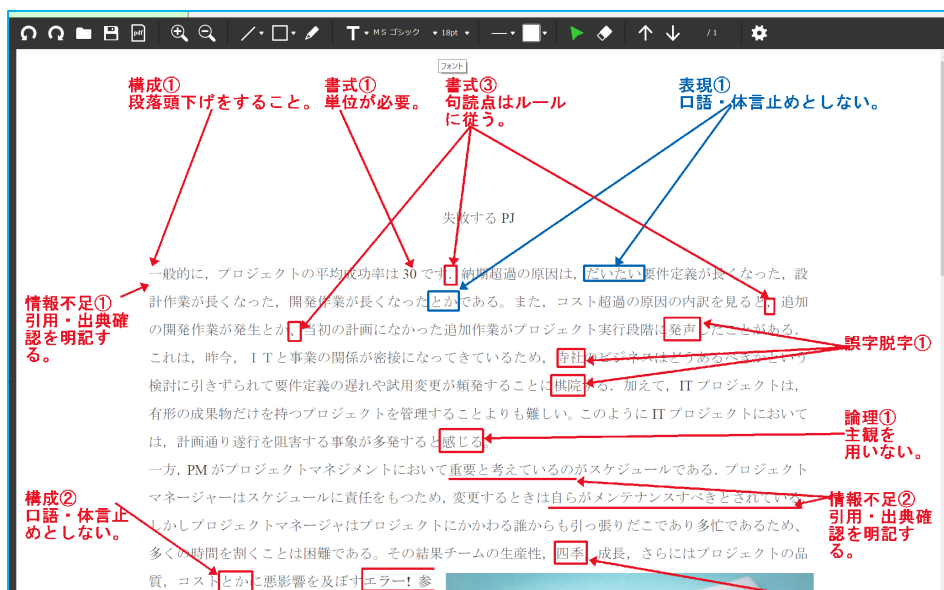 pdf
T
ＭＳ ゴシック
18pt
/ 1
フォント
構成①
段落頭下げをすること。
書式①
単位が必要。
書式③
句読点はルール
に従う。
表現①
口語・体言止めとしない。
失敗する PJ
一般的に，プロジェクトの平均成功率は 30 です．納期超過の原因は，だいたい要件定義が長くなった，設
計作業が長くなった，開発作業が長くなったとかである。また，コスト超過の原因の内訳を見ると，追加
の開発作業が発生とか、当初の計画になかった追加作業がプロジェクト実行段階に発声したことがある．
これは，昨今，ＩＴと事業の関係が密接になってきているため，寺社のビジネスはどうあるべきかという
検討に引きずられて要件定義の遅れや試用変更が頻発することに棋院する．加えて，IT プロジェクトは，
有形の成果物だけを持つプロジェクトを管理することよりも難しい。このように IT プロジェクトにおいて
は，計画通り遂行を阻害する事象が多発すると感じる。
一方，PM がプロジェクトマネジメントにおいて重要と考えているのがスケジュールである．プロジェクト
マネージャーはスケジュールに責任をもつため，変更するときは自らがメンテナンスすべきとされている。
しかしプロジェクトマネージャはプロジェクトにかかわる誰からも引っ張りだこであり多忙であるため，
多くの時間を割くことは困難である。その結果チームの生産性，四季，成長，さらにはプロジェクトの品
質，コストとかに悪影響を及ぼすエラー! 参
情報不足①
引用・出典確
認を明記す
る。
誤字脱字①
論理①
主観を
用いない。
構成②
口語・体言止
めとしない。
情報不足②
引用・出典確
認を明記す
る。